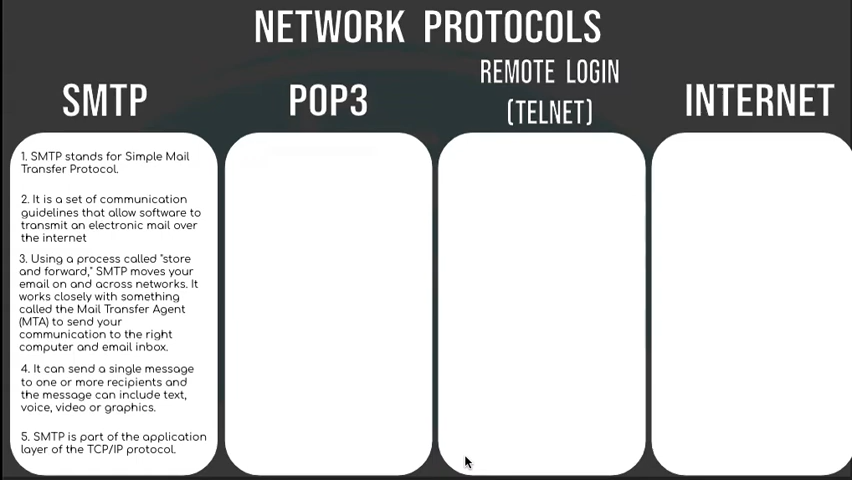 NETWORK PROTOCOLS
SMTP
POP3
REMOTE LOGIN
(TELNET)
INTERNET
1. SMTP stands for Simple Mail
Transfer Protocol.
2. It is a set of communication
guidelines that allow software to
transmit an electronic mail over
the internet
3. Using a process called "store
and forward," SMTP moves your
email on and across networks. It
works closely with something
called the Mail Transfer Agent
(MTA) to send your
communication to the right
computer and email inbox.
4. It can send a single message
to one or more recipients and
the message can include text,
voice, video or graphics.
5. SMTP is part of the application
layer of the TCP/IP protocol.